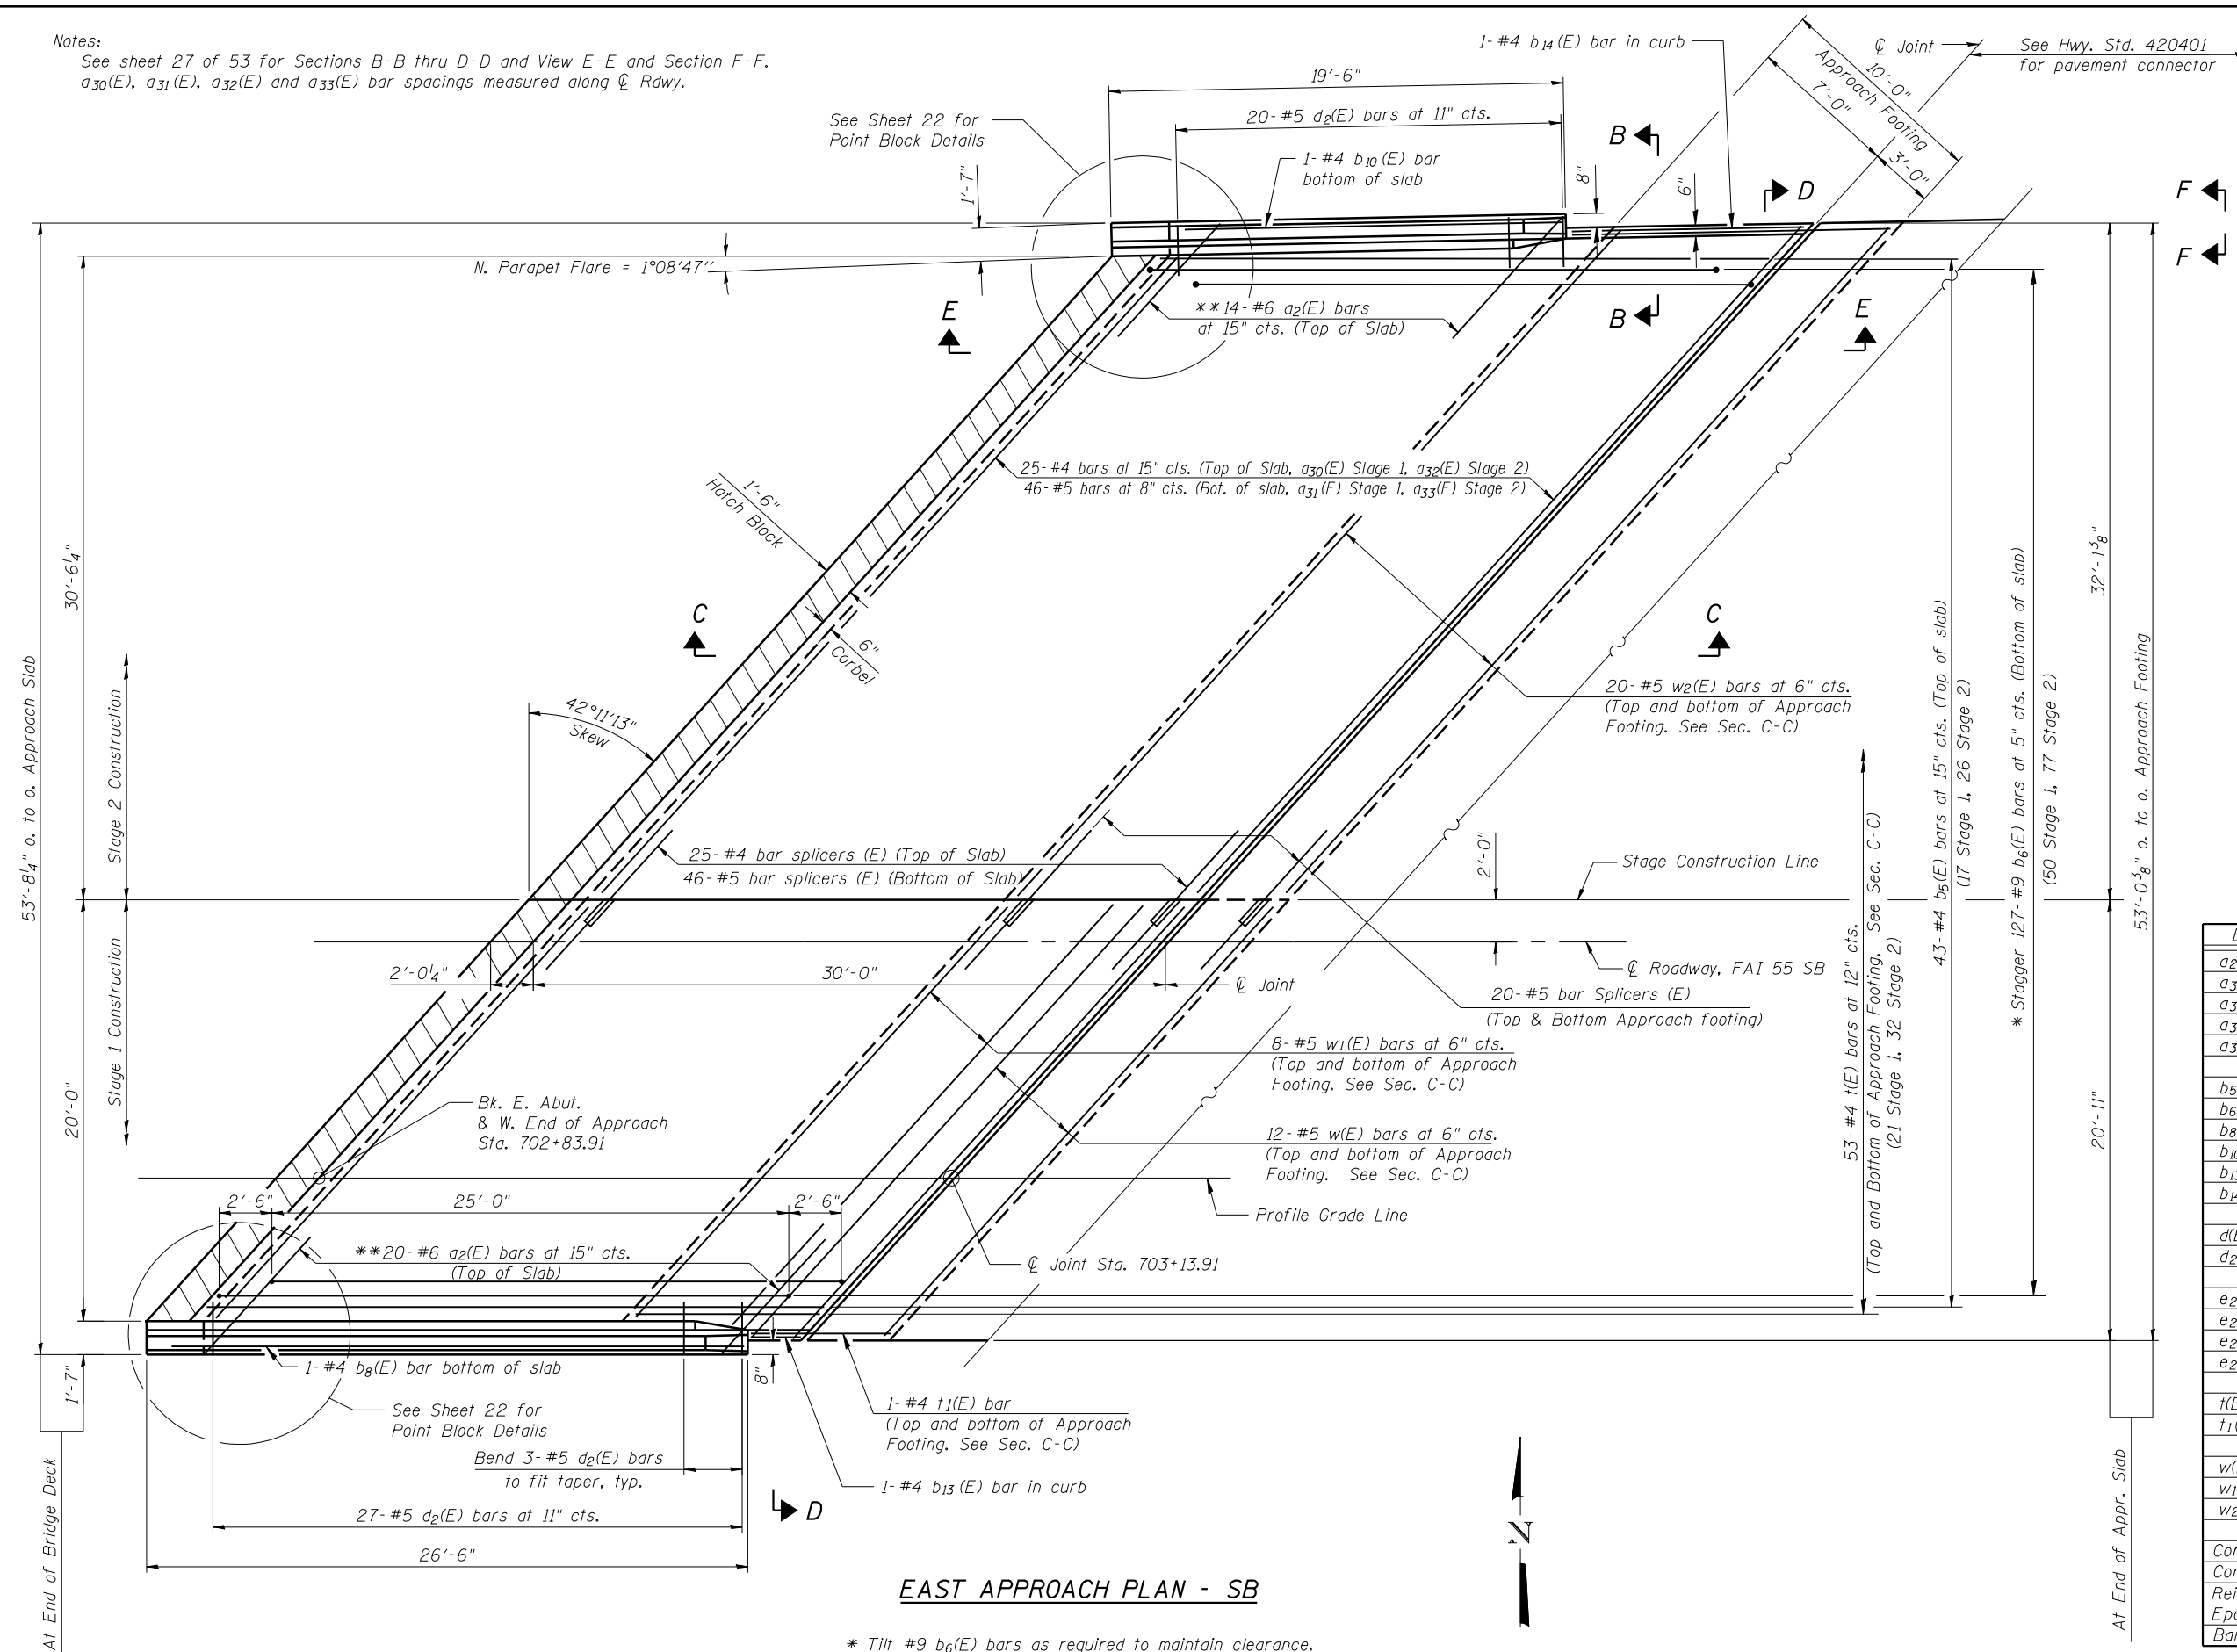 Notes:
See sheet 27 of 53 for Sections B-B thru D-D and View E-E and Section F-F.
a30(E), a31(E), a32(E) and a33(E) bar spacings measured along ℄ Rdwy.
1-#4 b14(E) bar in curb
℄ Joint
See Hwy. Std. 420401
for pavement connector
10'-0"
Approach Footing
7'-0"
3'-0"
19'-6"
20-#5 d2(E) bars at 11" cts.
See Sheet 22 for
Point Block Details
1-#4 b10(E) bar
bottom of slab
1'-7"
8"
6"
B
D
F
F
N. Parapet Flare = 1°08'47''
**14-#6 a2(E) bars
at 15" cts. (Top of Slab)
B
E
E
25-#4 bars at 15" cts. (Top of Slab, a30(E) Stage 1, a32(E) Stage 2)
46-#5 bars at 8" cts. (Bot. of slab, a31(E) Stage 1, a33(E) Stage 2)
1'-6"
Hatch Block
6"
Corbel
C
C
42°11'13"
Skew
53'-8¼" o. to o. Approach Slab
30'-6¼"
20'-0"
Stage 2 Construction
Stage 1 Construction
20-#5 w2(E) bars at 6" cts.
(Top and bottom of Approach
Footing. See Sec. C-C)
25-#4 bar splicers (E) (Top of Slab)
46-#5 bar splicers (E) (Bottom of Slab)
2'-0"
Stage Construction Line
2'-0¼"
30'-0"
℄ Joint
℄ Roadway, FAI 55 SB
20-#5 bar Splicers (E)
(Top & Bottom Approach footing)
8-#5 w1(E) bars at 6" cts.
(Top and bottom of Approach
Footing. See Sec. C-C)
12-#5 w(E) bars at 6" cts.
(Top and bottom of Approach
Footing. See Sec. C-C)
53-#4 t(E) bars at 12" cts.
(Top and Bottom of Approach Footing. See Sec. C-C)
(21 Stage 1, 32 Stage 2)
43-#4 b5(E) bars at 15" cts. (Top of slab)
(17 Stage 1, 26 Stage 2)
* Stagger 127-#9 b6(E) bars at 5" cts. (Bottom of slab)
(50 Stage 1, 77 Stage 2)
32'-1⅜"
20'-11"
53'-0⅜" o. to o. Approach Footing
Bk. E. Abut.
& W. End of Approach
Sta. 702+83.91
2'-6"
25'-0"
2'-6"
Profile Grade Line
**20-#6 a2(E) bars at 15" cts.
(Top of Slab)
℄ Joint Sta. 703+13.91
1-#4 b8(E) bar bottom of slab
1'-7"
8"
See Sheet 22 for
Point Block Details
1-#4 t1(E) bar
(Top and bottom of Approach
Footing. See Sec. C-C)
Bend 3-#5 d2(E) bars
to fit taper, typ.
1-#4 b13(E) bar in curb
D
27-#5 d2(E) bars at 11" cts.
26'-6"
At End of Bridge Deck
At End of Appr. Slab
N
EAST APPROACH PLAN - SB
* Tilt #9 b6(E) bars as required to maintain clearance.